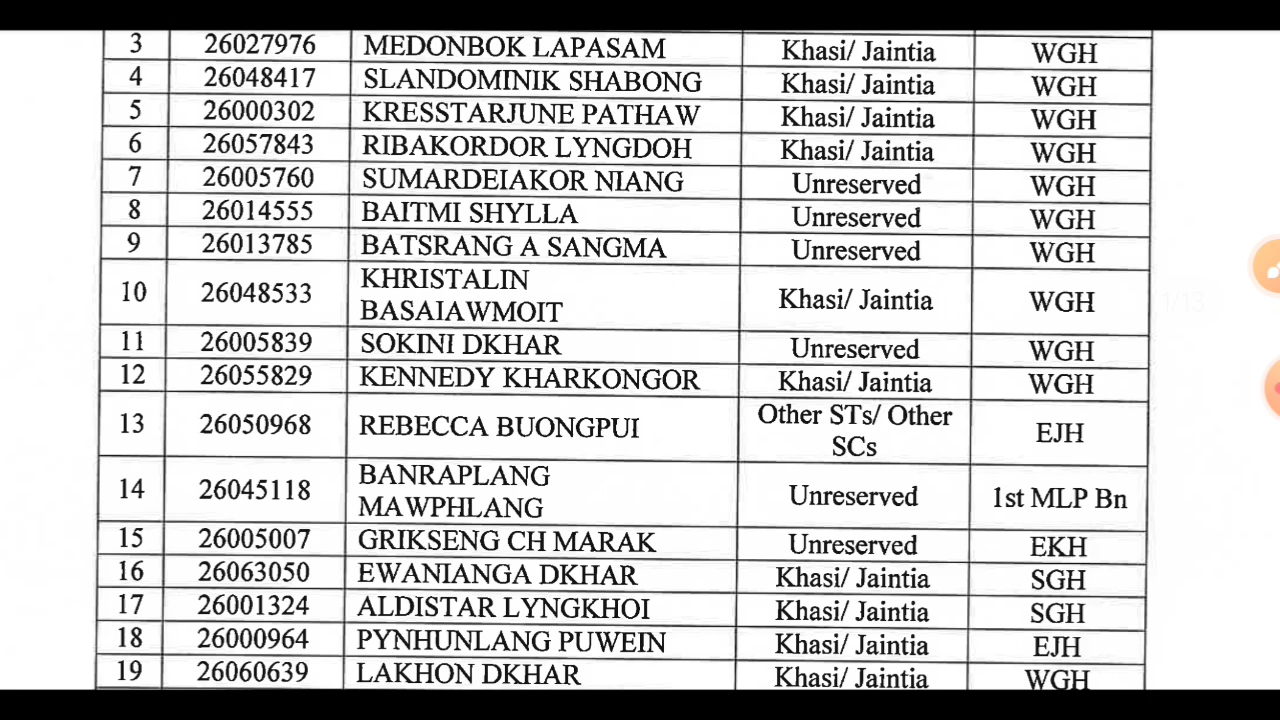 3 26027976 MEDONBOK LAPASAM Khasi/ Jaintia WGH
4 26048417 SLANDOMINIK SHABONG Khasi/ Jaintia WGH
5 26000302 KRESSTARJUNE PATHAW Khasi/ Jaintia WGH
6 26057843 RIBAKORDOR LYNGDOH Khasi/ Jaintia WGH
7 26005760 SUMARDEIAKOR NIANG Unreserved WGH
8 26014555 BAITMI SHYLLA Unreserved WGH
9 26013785 BATSRANG A SANGMA Unreserved WGH
10 26048533 KHRISTALIN
BASAIAWMOIT Khasi/ Jaintia WGH
11 26005839 SOKINI DKHAR Unreserved WGH
12 26055829 KENNEDY KHARKONGOR Khasi/ Jaintia WGH
13 26050968 REBECCA BUONGPUI Other STs/ Other
SCs EJH
14 26045118 BANRAPLANG
MAWPHLANG Unreserved 1st MLP Bn
15 26005007 GRIKSENG CH MARAK Unreserved EKH
16 26063050 EWANIANGA DKHAR Khasi/ Jaintia SGH
17 26001324 ALDISTAR LYNGKHOI Khasi/ Jaintia SGH
18 26000964 PYNHUNLANG PUWEIN Khasi/ Jaintia EJH
19 26060639 LAKHON DKHAR Khasi/ Jaintia WGH